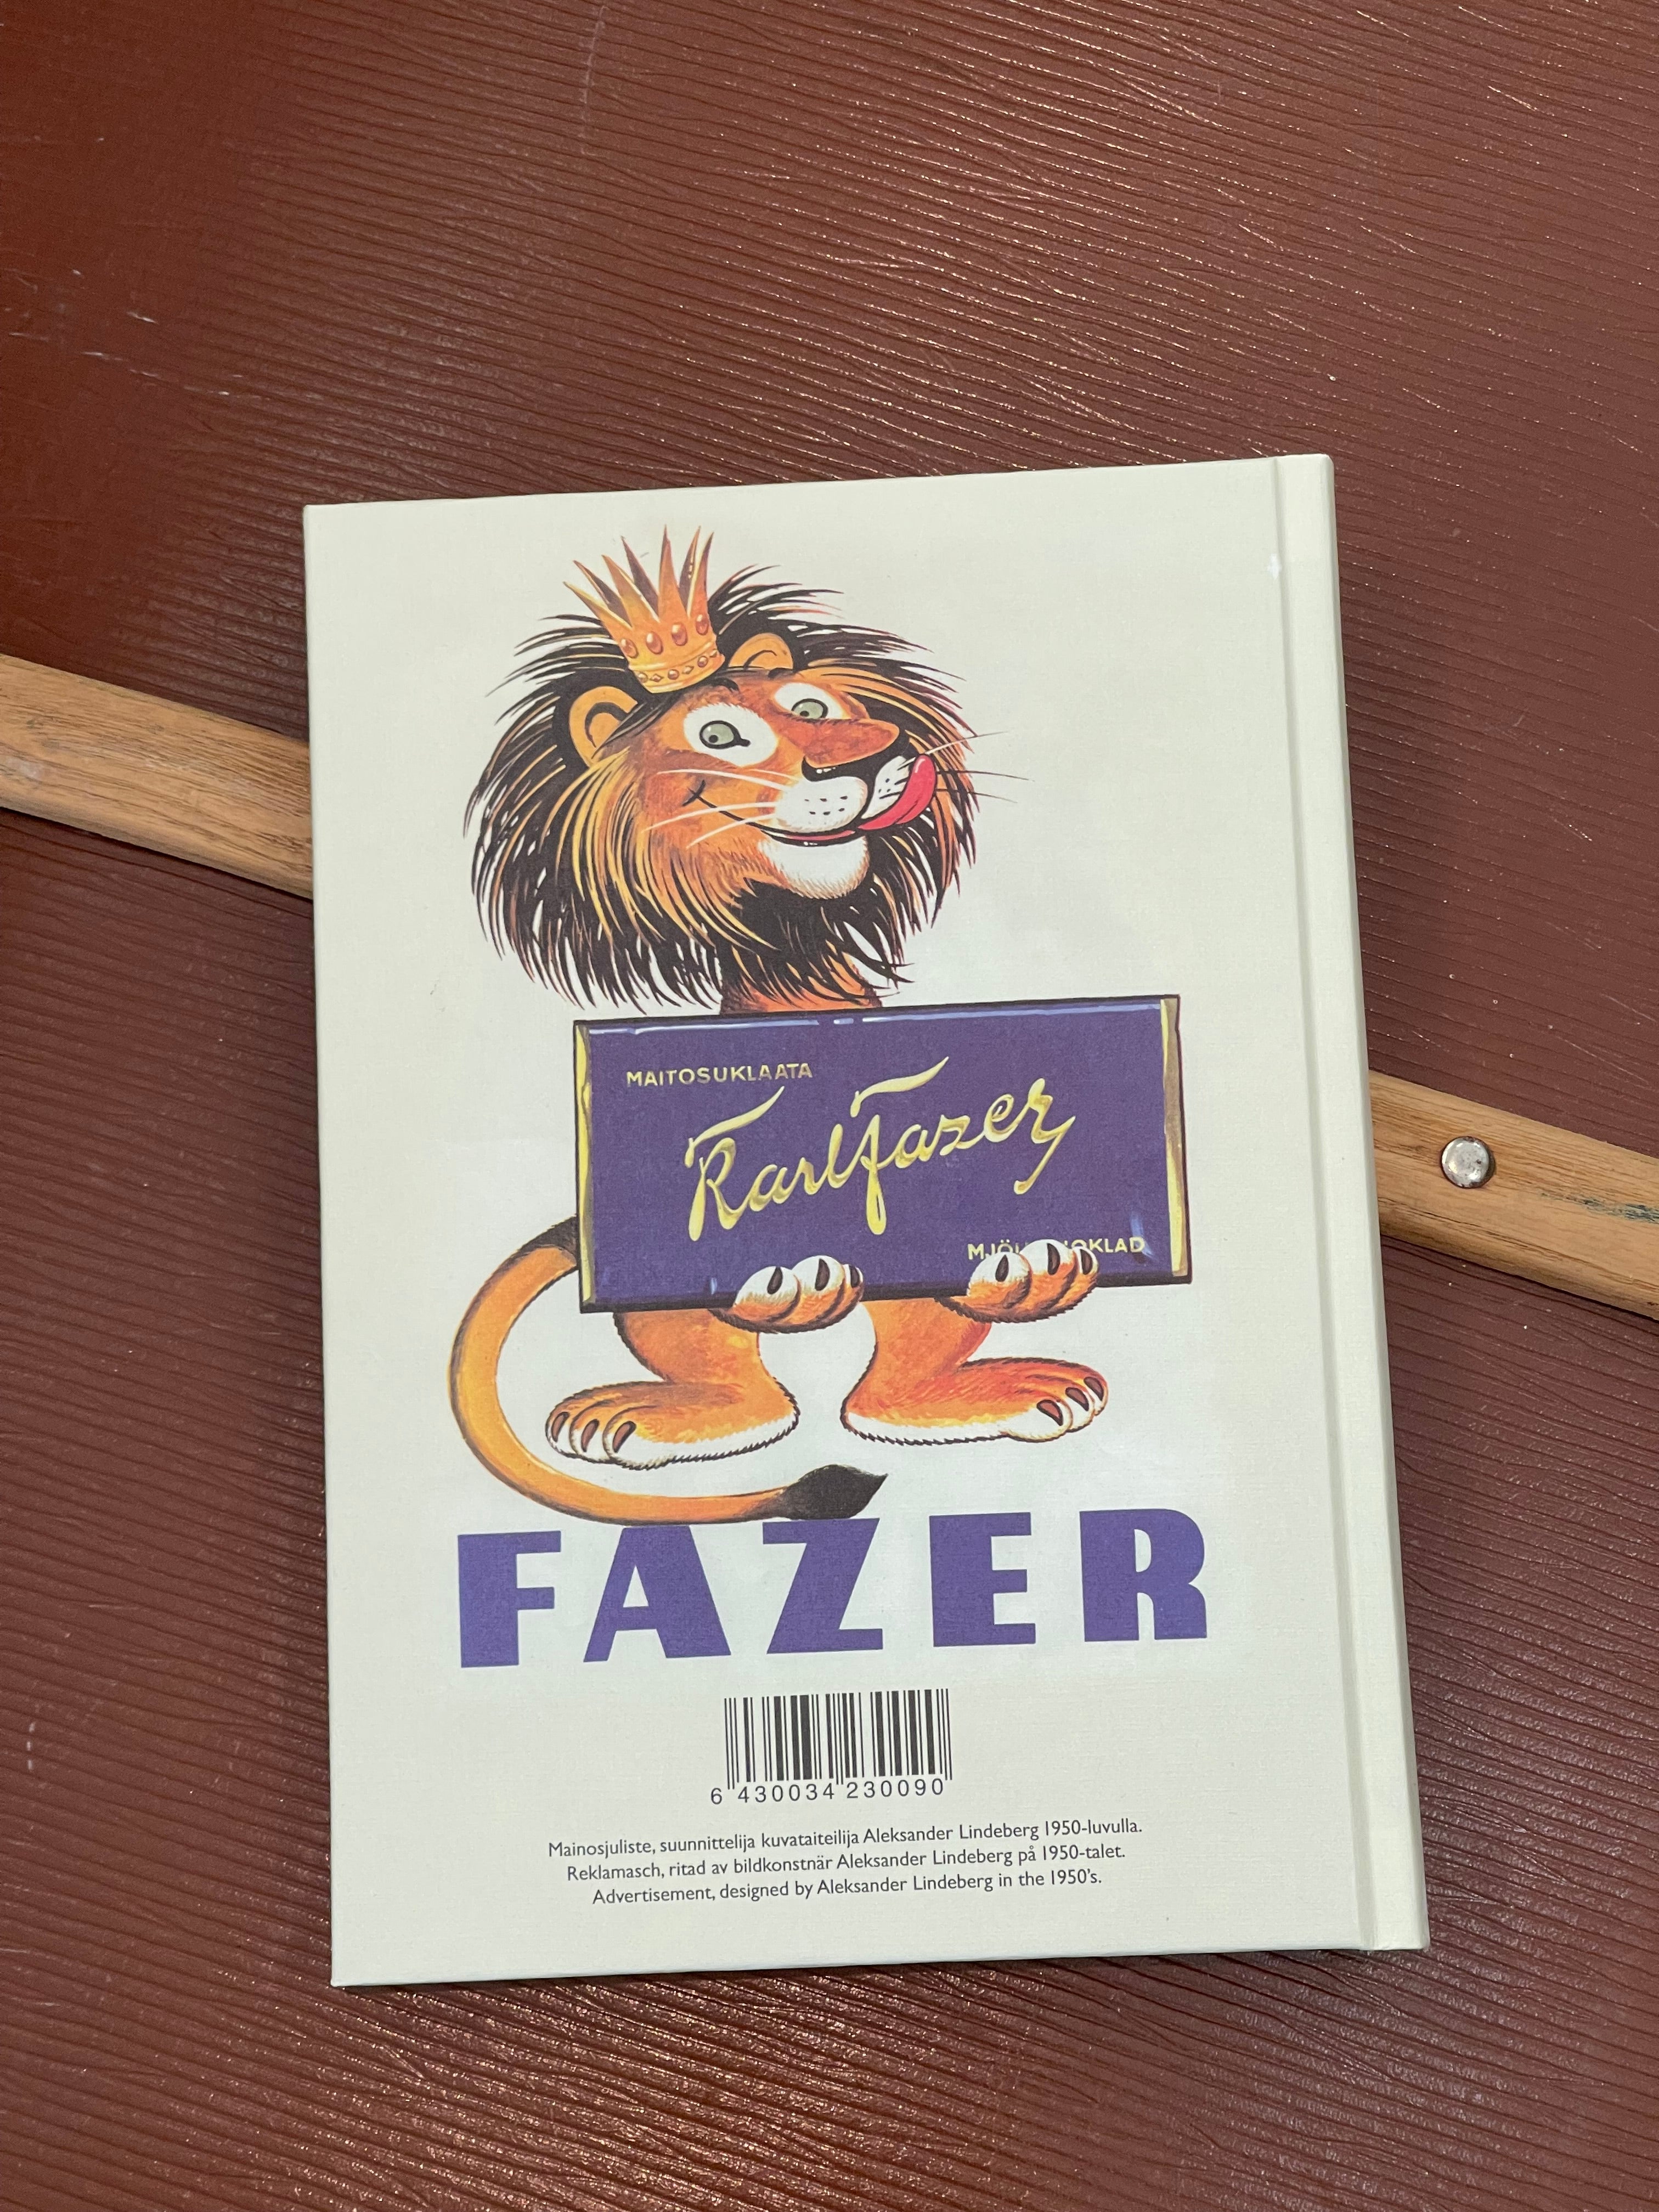 MAITOSUKLAATA
Karl Fazer
FAZER
6 430034 230090
Mainosjuliste, suunnittelija kuvataiteilija Aleksander Lindeberg 1950-luvulla.
Reklamasch, ritad av bildkonstnär Aleksander Lindeberg på 1950-talet.
Advertisement, designed by Aleksander Lindeberg in the 1950's.